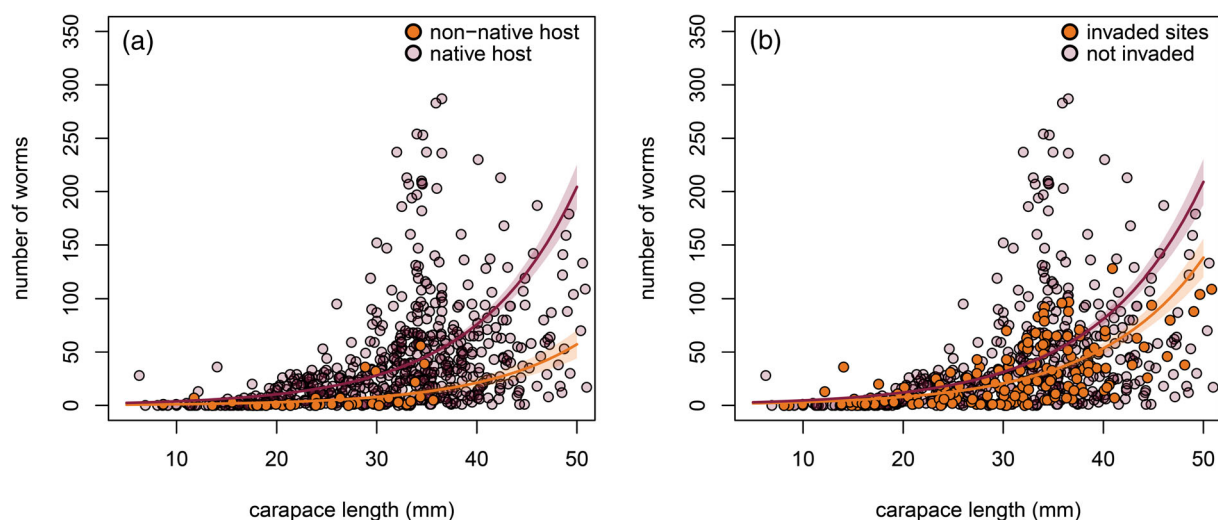 (a)
non−native host
native host
number of worms
350
300
250
200
150
100
50
0
10 20 30 40 50
carapace length (mm)
(b)
invaded sites
not invaded
number of worms
350
300
250
200
150
100
50
0
10 20 30 40 50
carapace length (mm)